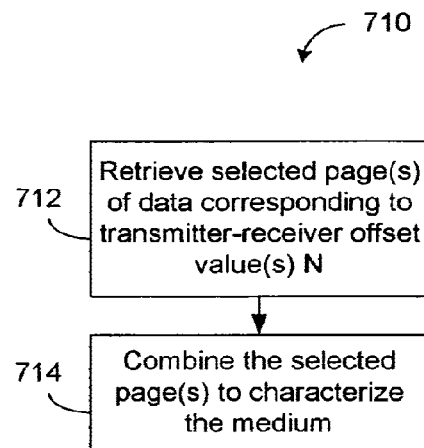 710
712
Retrieve selected page(s)
of data corresponding to
transmitter-receiver offset
value(s) N
714
Combine the selected
page(s) to characterize
the medium